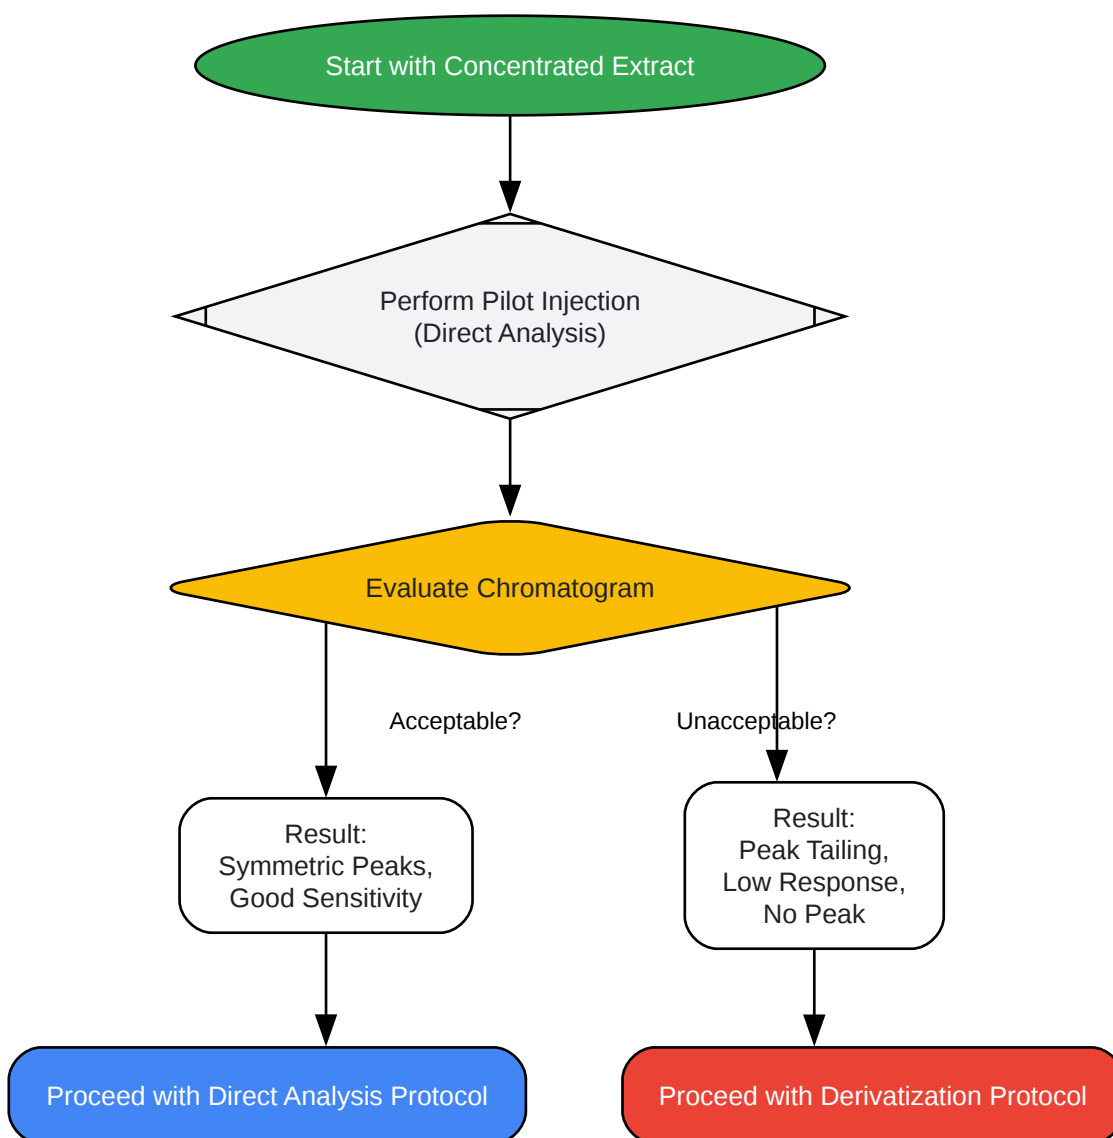 Start with Concentrated Extract
Perform Pilot Injection
(Direct Analysis)
Evaluate Chromatogram
Acceptable?
Unacceptable?
Result:
Symmetric Peaks,
Good Sensitivity
Result:
Peak Tailing,
Low Response,
No Peak
Proceed with Direct Analysis Protocol
Proceed with Derivatization Protocol